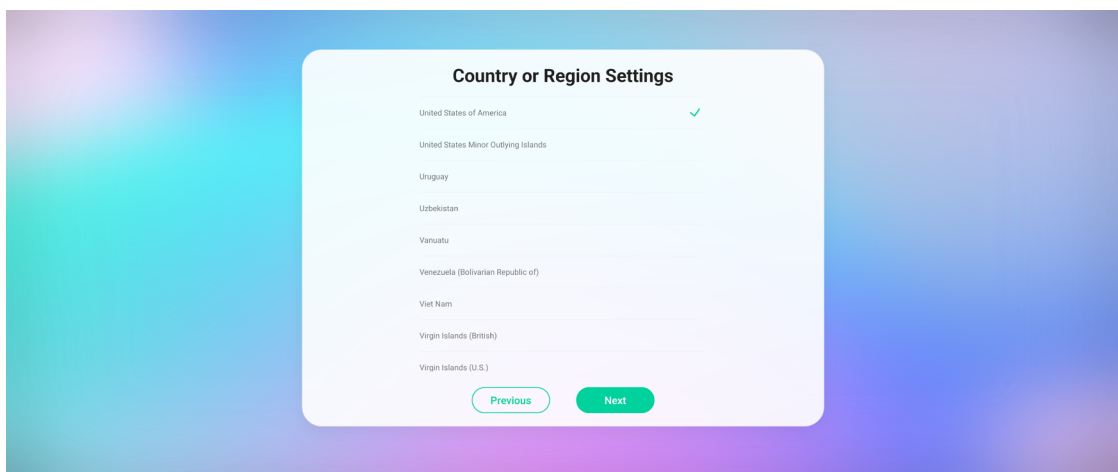 Country or Region Settings
United States of America
United States Minor Outlying Islands
Uruguay
Uzbekistan
Vanuatu
Venezuela (Bolivarian Republic of)
Viet Nam
Virgin Islands (British)
Virgin Islands (U.S.)
Previous Next